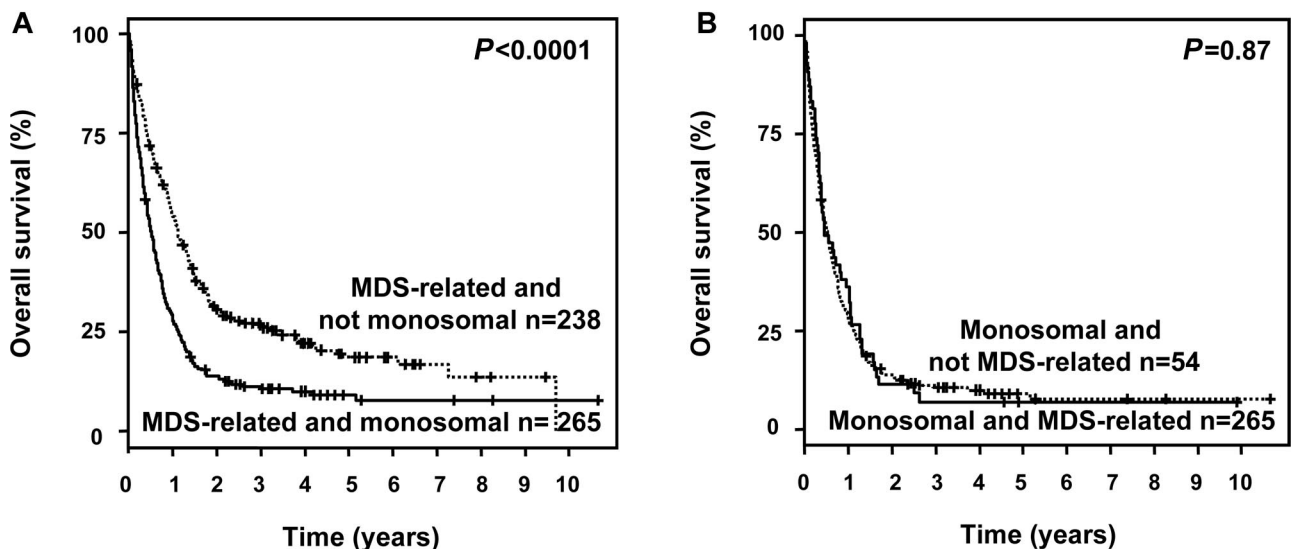 A
P<0.0001
Overall survival (%)
100
75
50
25
0
MDS-related and
not monosomal n=238
MDS-related and monosomal n= 265
0 1 2 3 4 5 6 7 8 9 10
Time (years)
B
P=0.87
Overall survival (%)
100
75
50
25
0
Monosomal and
not MDS-related n=54
Monosomal and MDS-related n=265
0 1 2 3 4 5 6 7 8 9 10
Time (years)